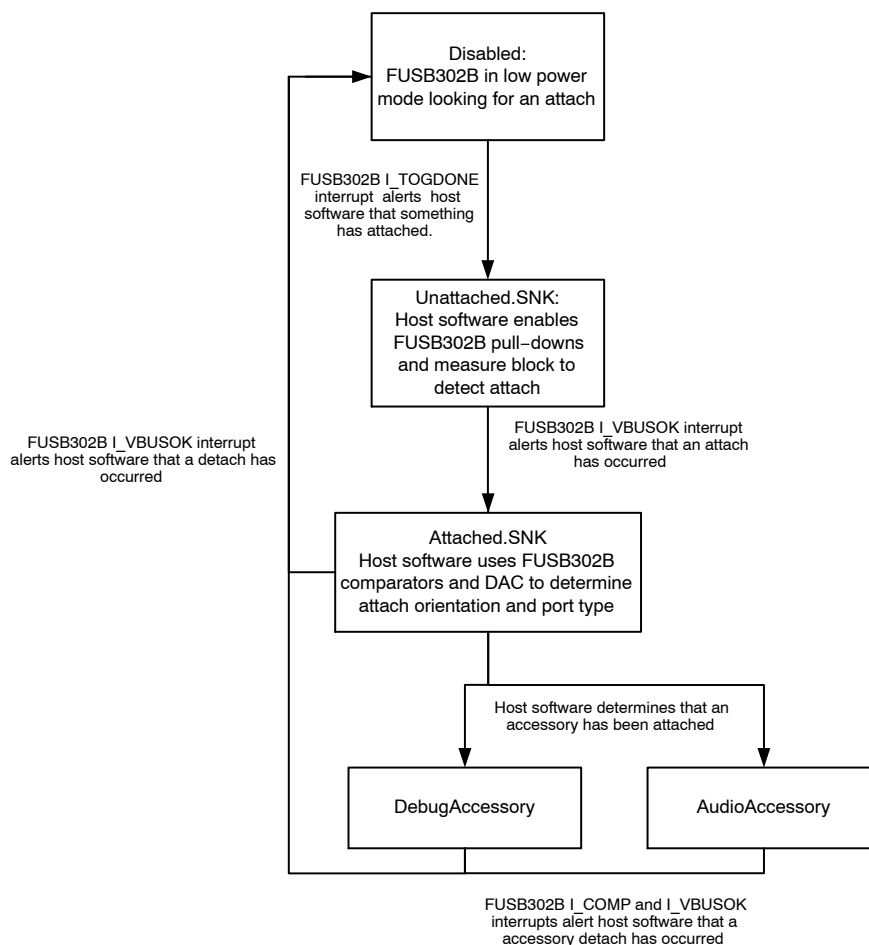 Disabled:
FUSB302B in low power
mode looking for an attach
FUSB302B I_TOGDONE
interrupt alerts host
software that something
has attached.
Unattached.SNK:
Host software enables
FUSB302B pull−downs
and measure block to
detect attach
FUSB302B I_VBUSOK interrupt
alerts host software that a detach has
occurred
FUSB302B I_VBUSOK interrupt
alerts host software that an attach
has occurred
Attached.SNK
Host software uses FUSB302B
comparators and DAC to determine
attach orientation and port type
Host software determines that an
accessory has been attached
DebugAccessory
AudioAccessory
FUSB302B I_COMP and I_VBUSOK
interrupts alert host software that a
accessory detach has occurred